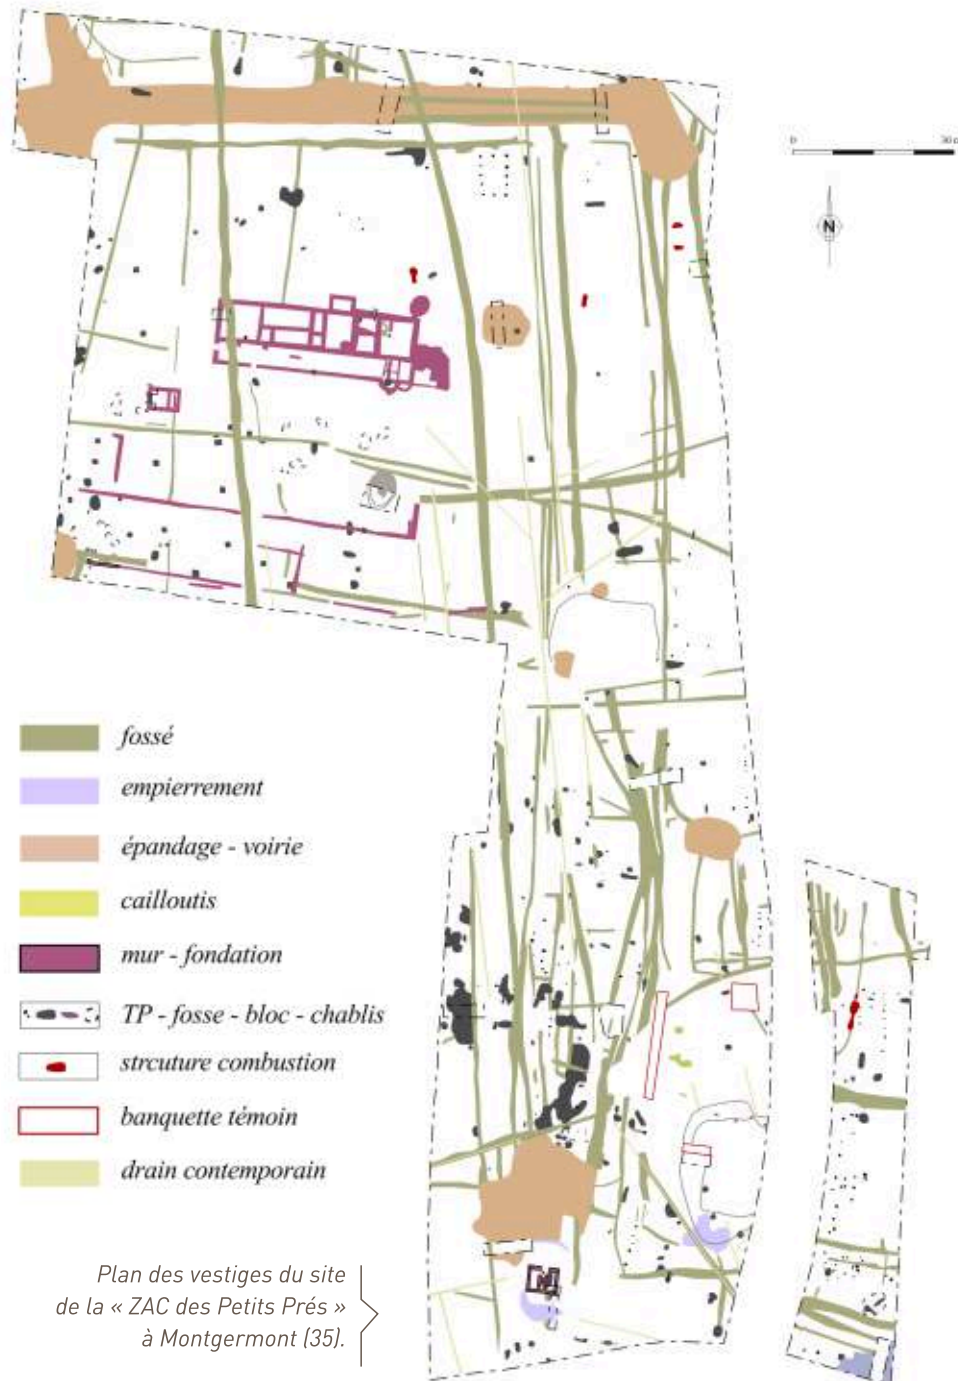 0
N
fossé
empierrement
épandage - voirie
cailloutis
mur - fondation
TP - fosse - bloc - chablis
strcuture combustion
banquette témoin
drain contemporain
Plan des vestiges du site
de la « ZAC des Petits Prés »
à Montgermont (35).